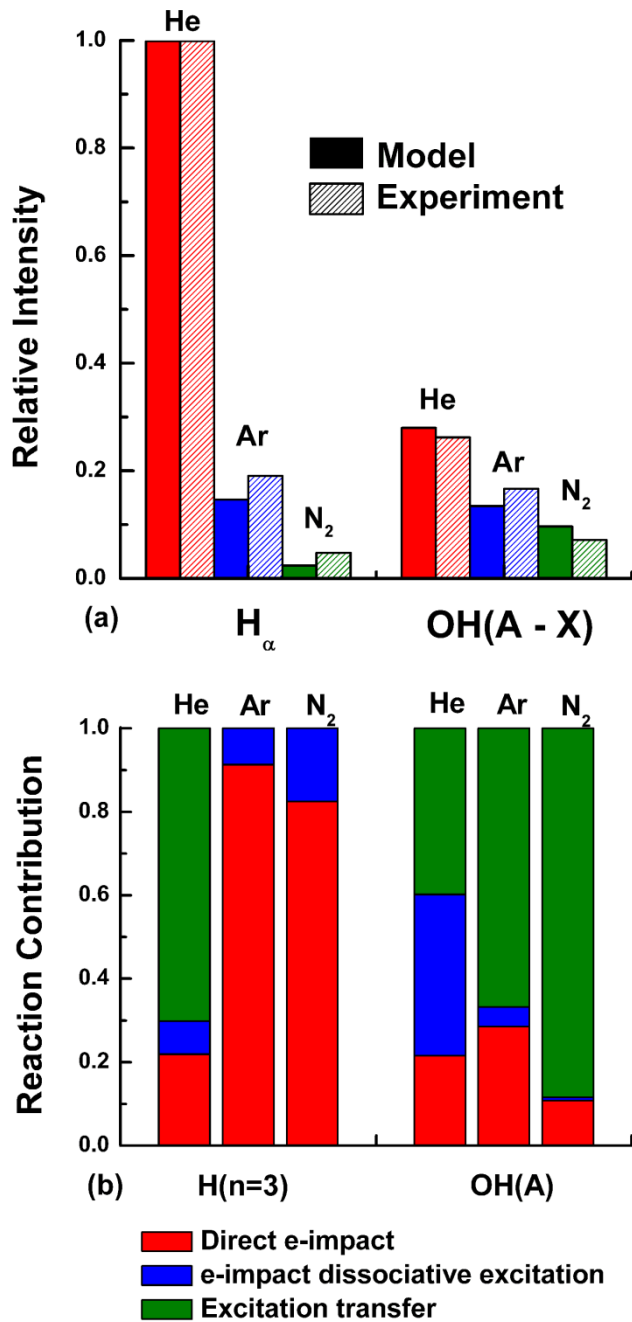 Relative Intensity
1.0
0.8
0.6
0.4
0.2
0.0
He
Ar
N₂
He
Ar
N₂
Model
Experiment
(a)
Hα
OH(A - X)
Reaction Contribution
1.0
0.8
0.6
0.4
0.2
0.0
He
Ar
N₂
He
Ar
N₂
(b)
H(n=3)
OH(A)
Direct e-impact
e-impact dissociative excitation
Excitation transfer